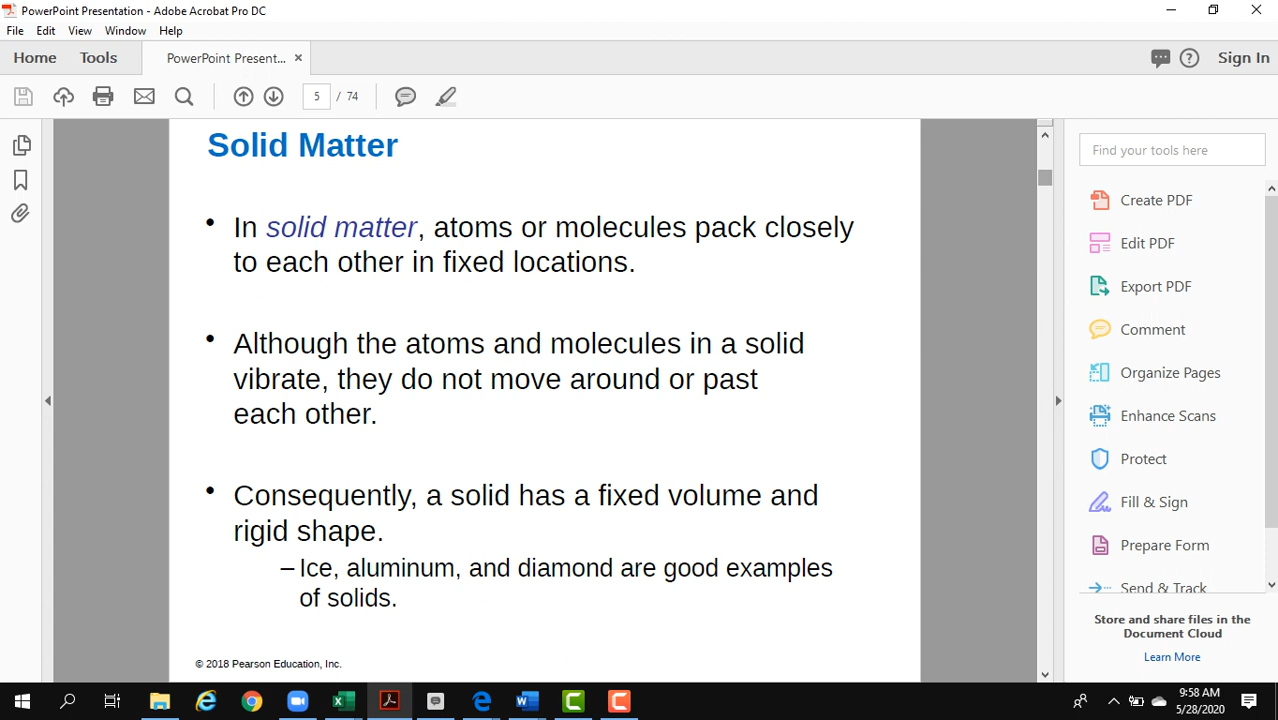 PowerPoint Presentation - Adobe Acrobat Pro DC
File Edit View Window Help
Home Tools PowerPoint Present... ×
Sign In
5 / 74
Solid Matter
• In solid matter, atoms or molecules pack closely
to each other in fixed locations.
• Although the atoms and molecules in a solid
vibrate, they do not move around or past
each other.
• Consequently, a solid has a fixed volume and
rigid shape.
– Ice, aluminum, and diamond are good examples
of solids.
© 2018 Pearson Education, Inc.
Find your tools here
Create PDF
Edit PDF
Export PDF
Comment
Organize Pages
Enhance Scans
Protect
Fill & Sign
Prepare Form
Send & Track
Store and share files in the
Document Cloud
Learn More
9:58 AM
5/28/2020